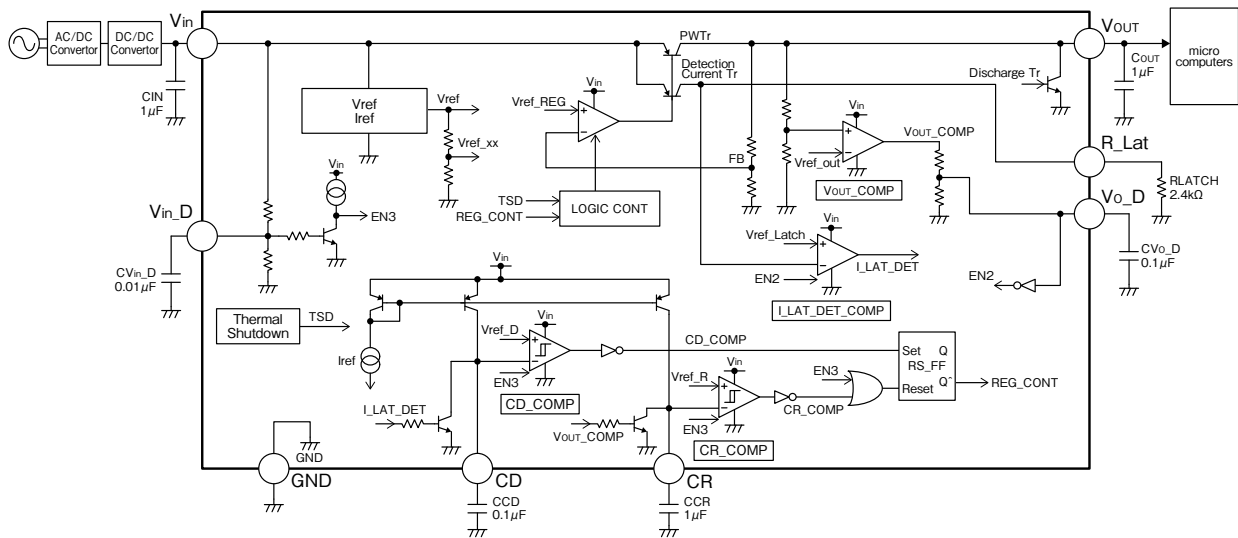 AC/DC
Convertor
DC/DC
Convertor
Vin
CIN
1μF
Vref
Iref
Vref
Vref_xx
Vin
EN3
Vin_D
CVin_D
0.01μF
Thermal
Shutdown
TSD
PWTr
Detection
Current Tr
Vin
Vref_REG
+
−
TSD
REG_CONT
LOGIC CONT
FB
Vin
+
−
Vref_out
VOUT_COMP
VOUT_COMP
Discharge Tr
VOUT
COUT
1μF
micro
computers
R_Lat
RLATCH
2.4kΩ
VO_D
CVO_D
0.1μF
EN2
Vin
Vref_Latch
+
−
EN2
I_LAT_DET
I_LAT_DET_COMP
Vin
Iref
Vin
Vref_D
+
−
EN3
CD_COMP
CD_COMP
I_LAT_DET
Vin
Vref_R
+
−
EN3
CR_COMP
CR_COMP
VOUT_COMP
EN3
Set Q
RS_FF
Q^
Reset
REG_CONT
GND
GND
CD
CR
CCD
0.1μF
CCR
1μF